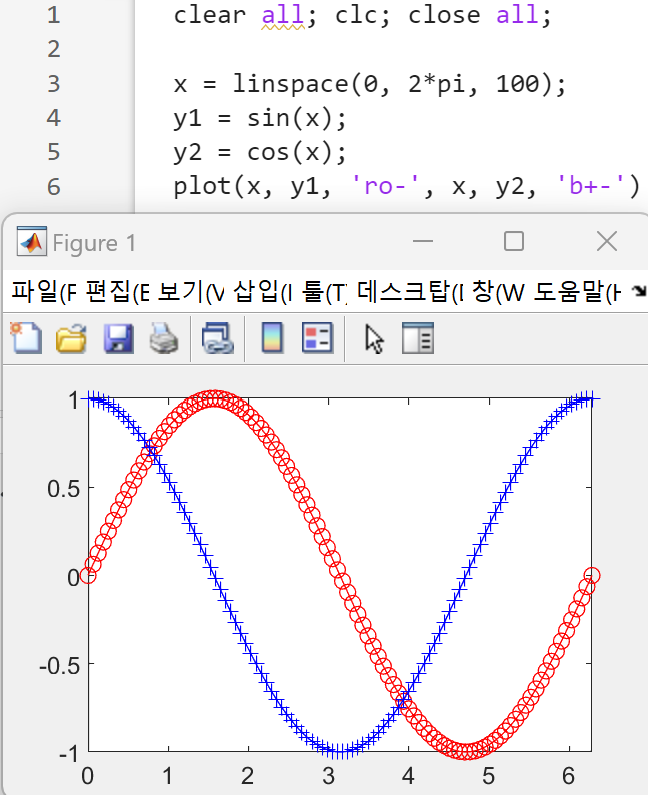 1 clear all; clc; close all;
2
3 x = linspace(0, 2*pi, 100);
4 y1 = sin(x);
5 y2 = cos(x);
6 plot(x, y1, 'ro-', x, y2, 'b+-')
Figure 1
파일(F 편집(E 보기(V 삽입(I 툴(T) 데스크탑(D 창(W 도움말(H
1
0.5
0
-0.5
-1
0 1 2 3 4 5 6